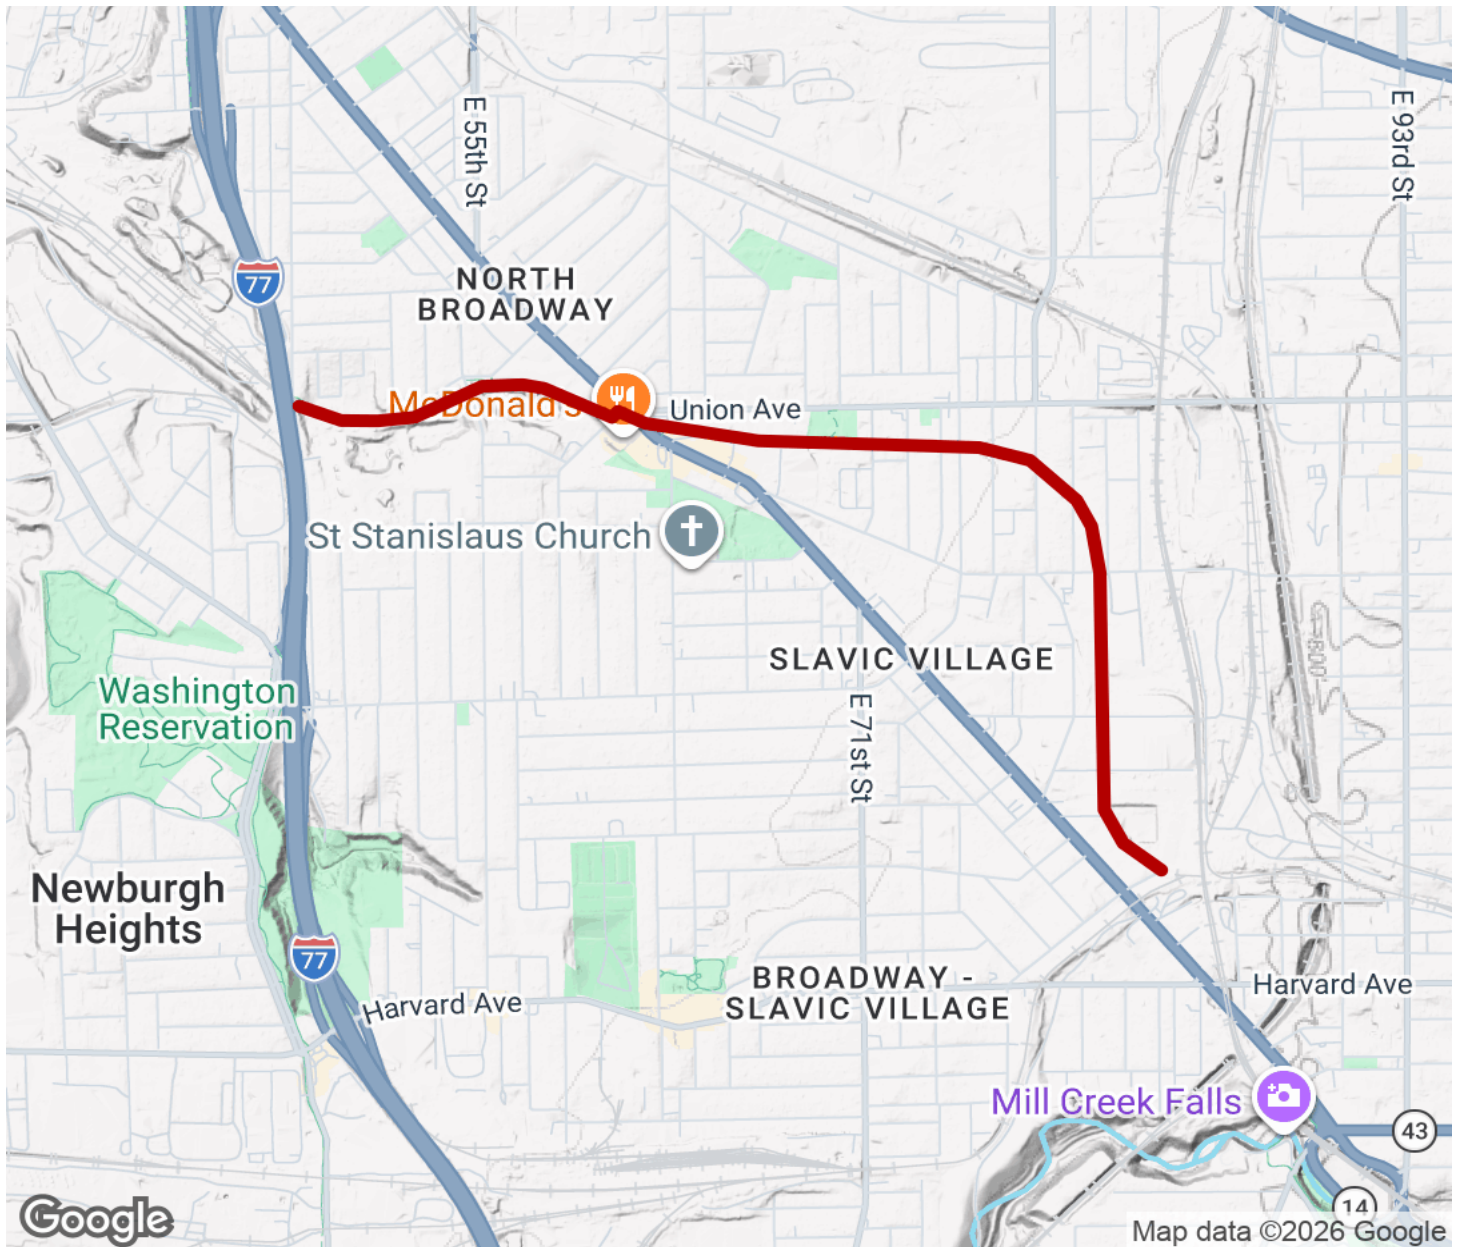 E 55th St
E 93rd St
77
NORTH
BROADWAY
McDonald's
Union Ave
St Stanislaus Church
SLAVIC VILLAGE
Washington
Reservation
E 71st St
Newburgh
Heights
77
BROADWAY -
SLAVIC VILLAGE
Harvard Ave
Harvard Ave
Mill Creek Falls
43
14
Google
Map data ©2026 Google